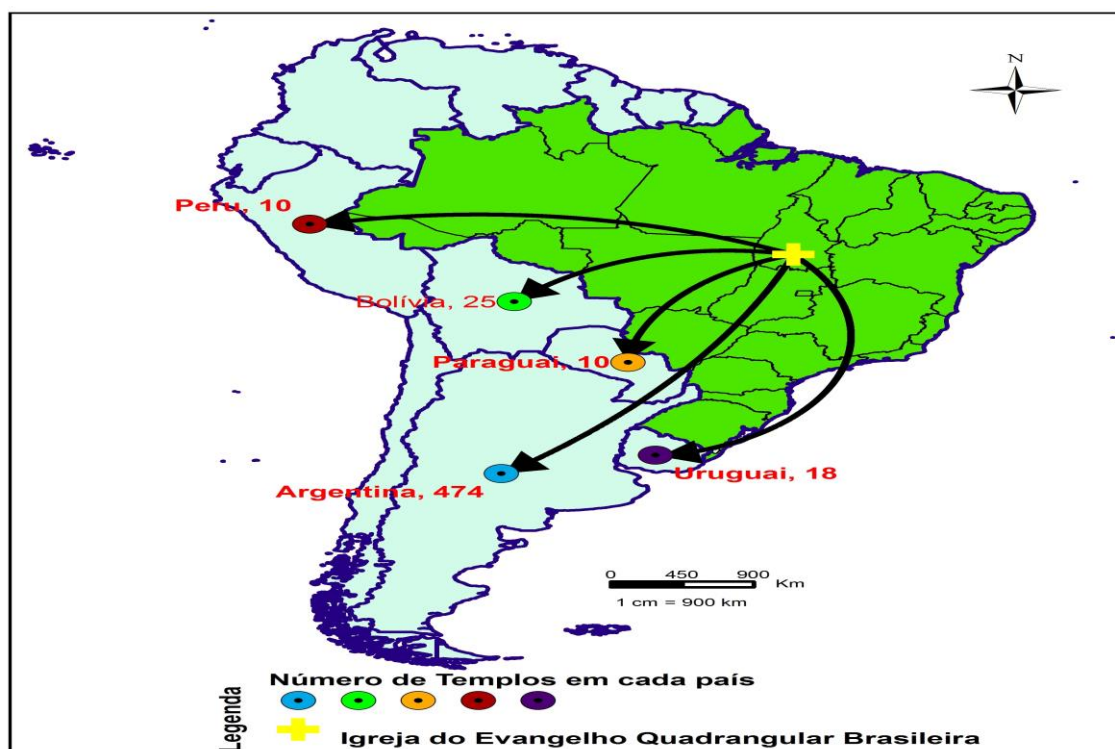 N
Peru, 10
Bolívia, 25
Paraguai, 10
Uruguai, 18
Argentina, 474
0 450 900 Km
1 cm = 900 km
Legenda
Número de Templos em cada país
Igreja do Evangelho Quadrangular Brasileira